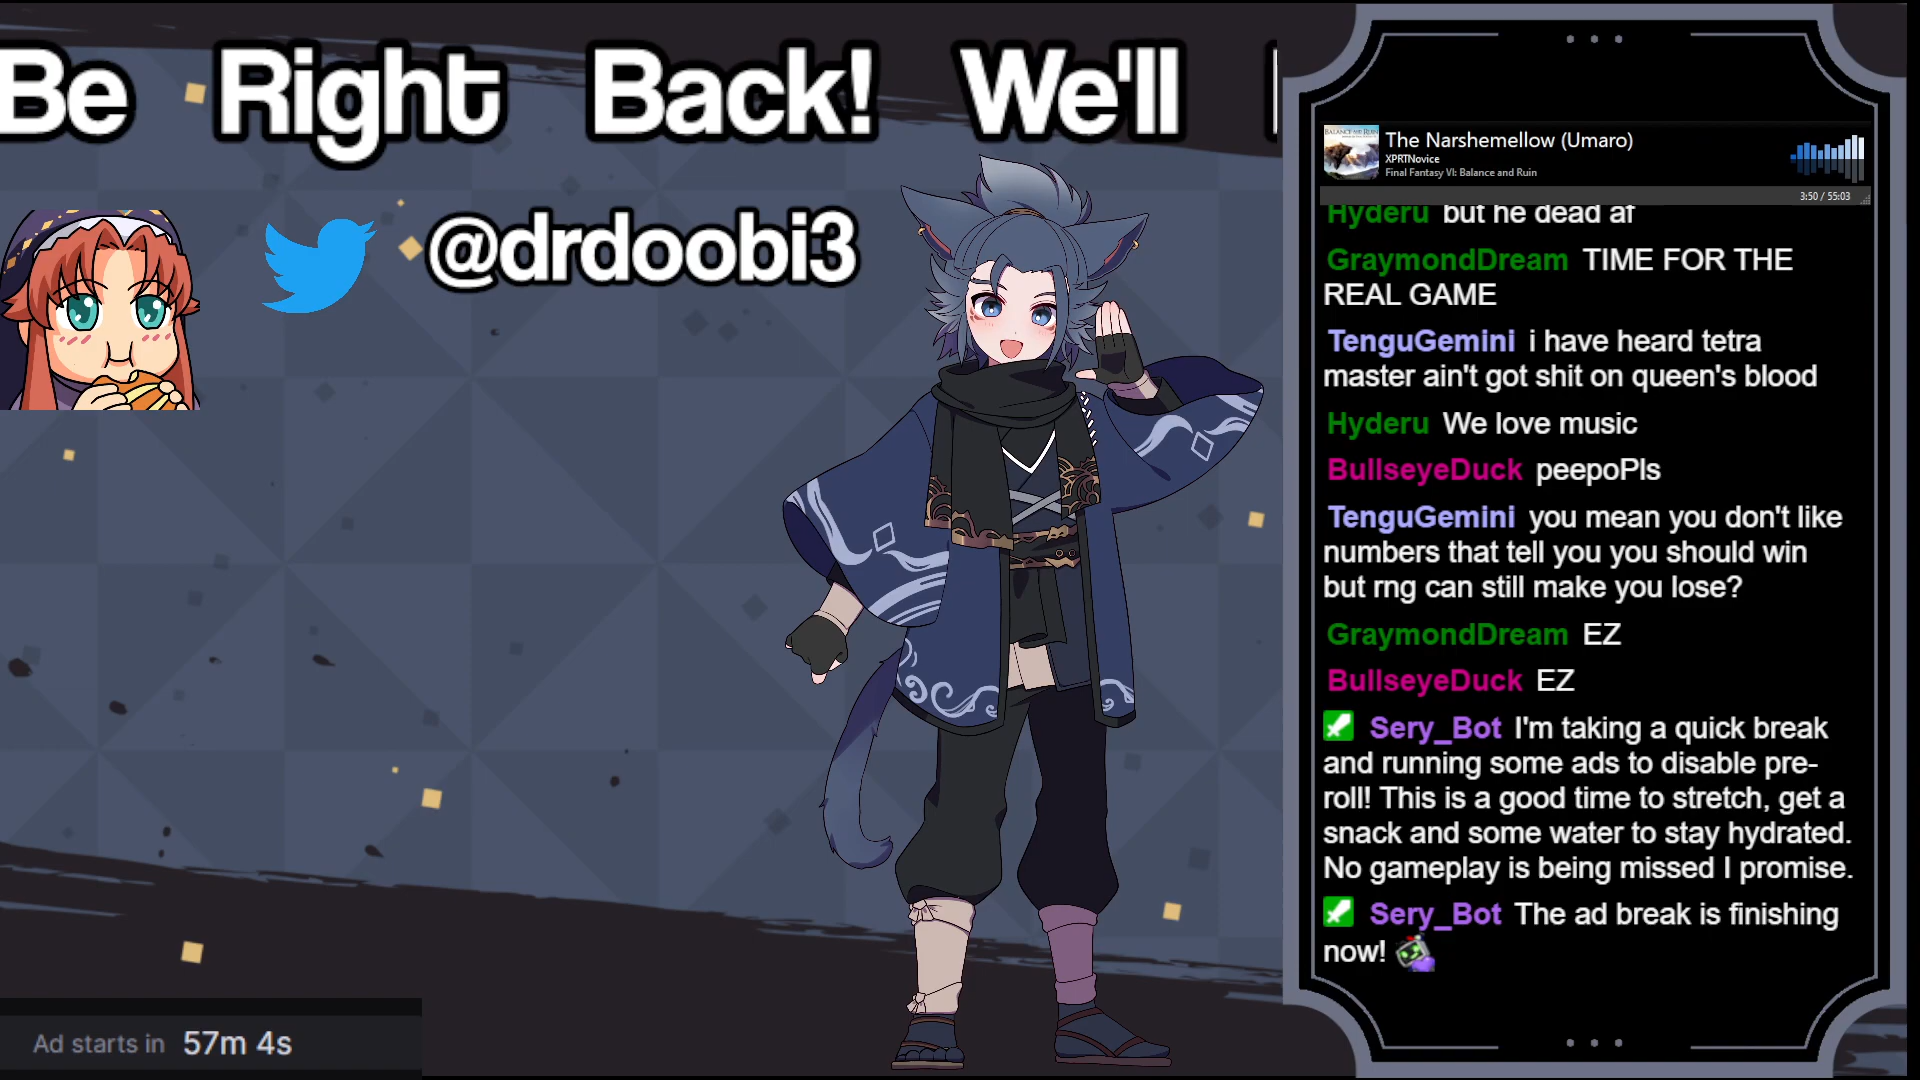 Be Right Back! We'll
@drdoobi3
The Narshemellow (Umaro)
XPRTNovice
Final Fantasy VI: Balance and Ruin
3:50 / 55:03
BALANCE AND RUIN
Hyderu but he dead af
GraymondDream TIME FOR THE
REAL GAME
TenguGemini i have heard tetra
master ain't got shit on queen's blood
Hyderu We love music
BullseyeDuck peepoPls
TenguGemini you mean you don't like
numbers that tell you you should win
but rng can still make you lose?
GraymondDream EZ
BullseyeDuck EZ
Sery_Bot I'm taking a quick break
and running some ads to disable pre-
roll! This is a good time to stretch, get a
snack and some water to stay hydrated.
No gameplay is being missed I promise.
Sery_Bot The ad break is finishing
now!
Ad starts in 57m 4s